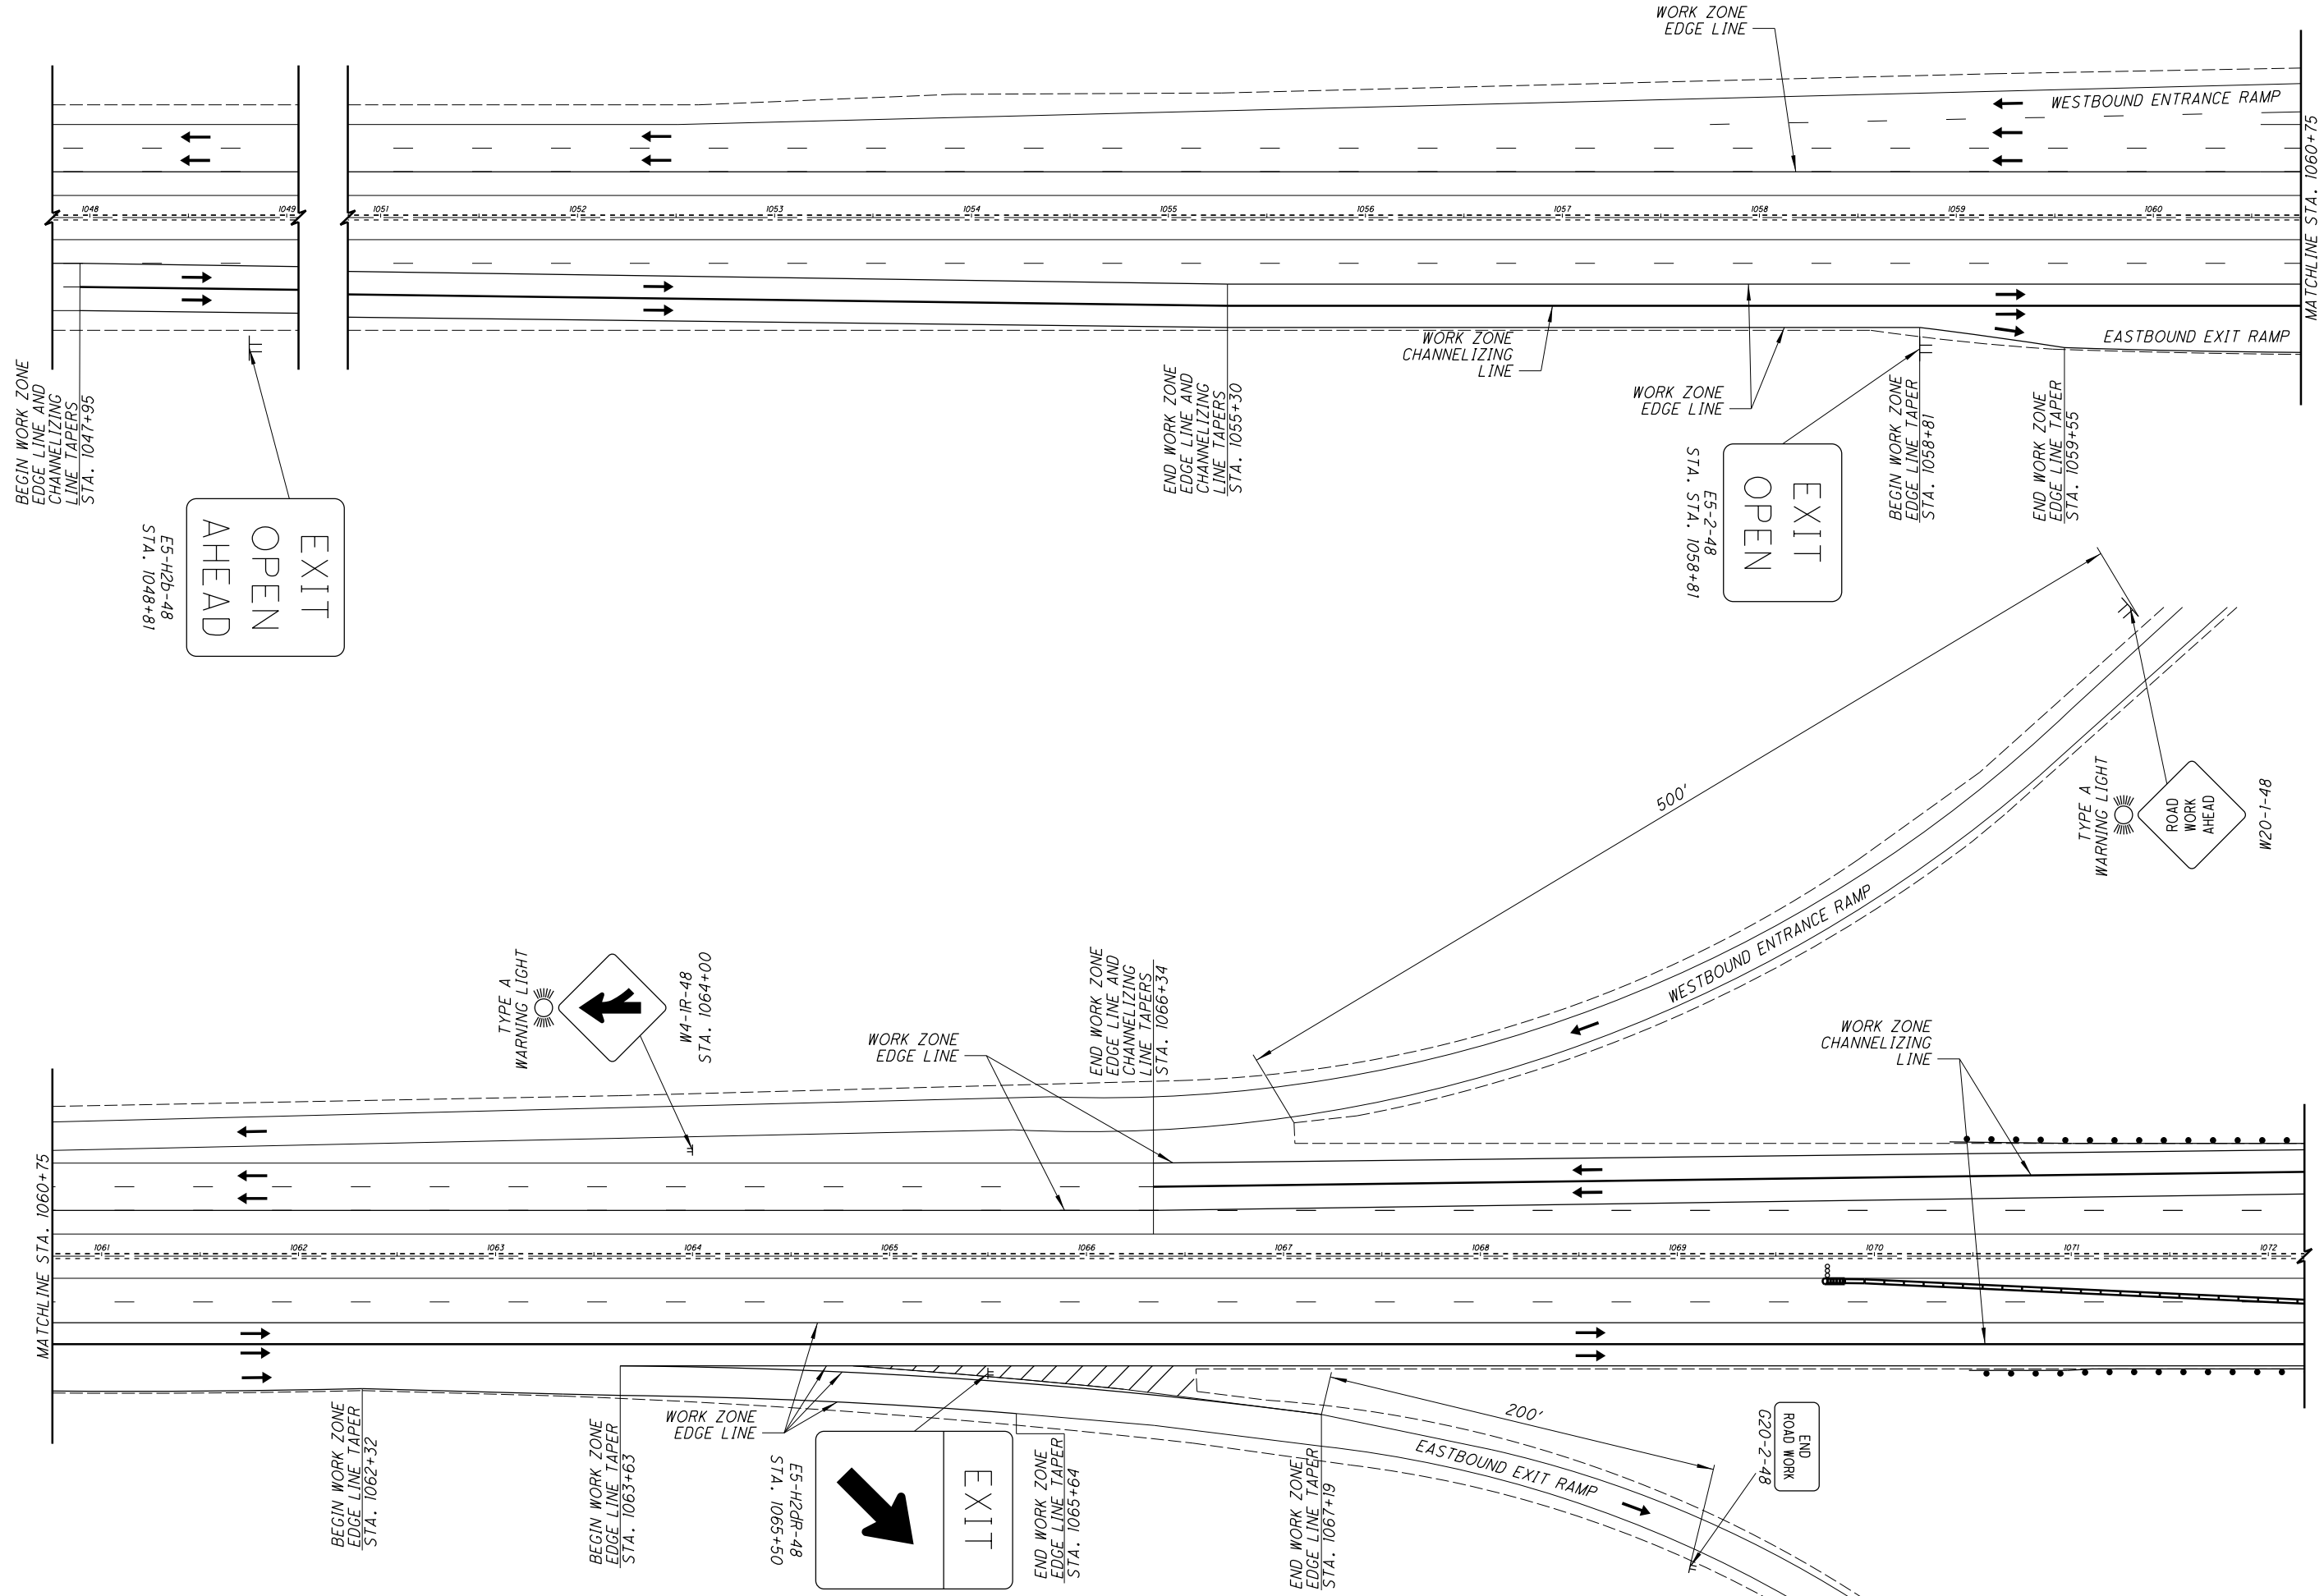 WORK ZONE
EDGE LINE
WESTBOUND ENTRANCE RAMP
MATCHLINE STA. 1060+75
1048
1049
1051
1052
1053
1054
1055
1056
1057
1058
1059
1060
EASTBOUND EXIT RAMP
WORK ZONE
CHANNELIZING
LINE
WORK ZONE
EDGE LINE
BEGIN WORK ZONE
EDGE LINE AND
CHANNELIZING
LINE TAPERS
STA. 1047+95
EXIT
OPEN
AHEAD
E5-H2b-48
STA. 1048+81
END WORK ZONE
EDGE LINE AND
CHANNELIZING
LINE TAPERS
STA. 1055+30
EXIT
OPEN
E5-2-48
STA. STA. 1058+81
BEGIN WORK ZONE
EDGE LINE TAPER
STA. 1058+81
END WORK ZONE
EDGE LINE TAPER
STA. 1059+55
500'
TYPE A
WARNING LIGHT
ROAD
WORK
AHEAD
W20-1-48
WESTBOUND ENTRANCE RAMP
TYPE A
WARNING LIGHT
W4-1R-48
STA. 1064+00
WORK ZONE
EDGE LINE
END WORK ZONE
EDGE LINE AND
CHANNELIZING
LINE TAPERS
STA. 1066+34
WORK ZONE
CHANNELIZING
LINE
MATCHLINE STA. 1060+75
1061
1062
1063
1064
1065
1066
1067
1068
1069
1070
1071
1072
BEGIN WORK ZONE
EDGE LINE TAPER
STA. 1062+32
BEGIN WORK ZONE
EDGE LINE TAPER
STA. 1063+63
WORK ZONE
EDGE LINE
EXIT
E5-H2dR-48
STA. 1065+50
END WORK ZONE
EDGE LINE TAPER
STA. 1065+64
END WORK ZONE
EDGE LINE TAPER
STA. 1067+19
200'
EASTBOUND EXIT RAMP
END
ROAD WORK
G20-2-48